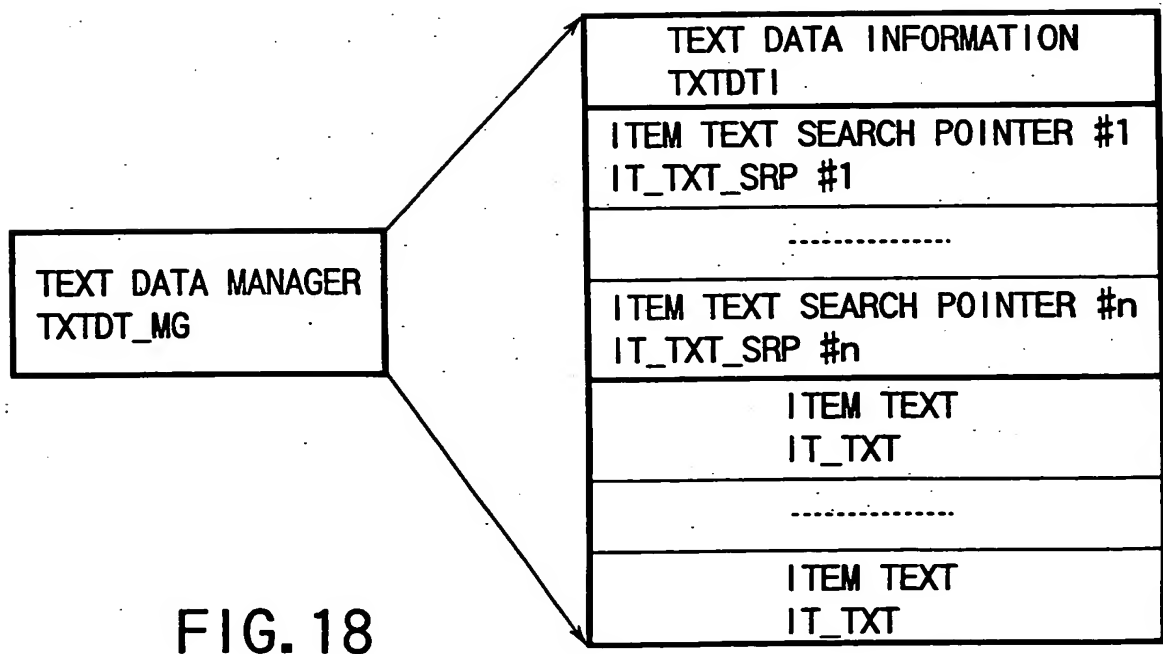 TEXT DATA MANAGER
TXTDT_MG
TEXT DATA INFORMATION
TXTDTI
ITEM TEXT SEARCH POINTER #1
IT_TXT_SRP #1
................
ITEM TEXT SEARCH POINTER #n
IT_TXT_SRP #n
ITEM TEXT
IT_TXT
................
ITEM TEXT
IT_TXT
FIG. 18